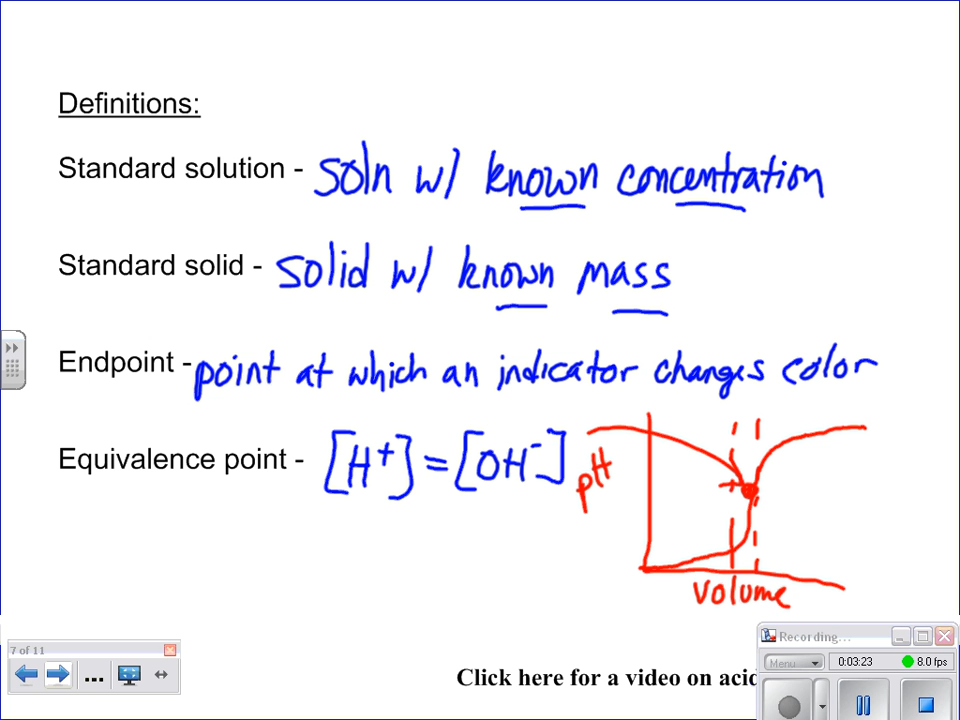 Definitions:
Standard solution - soln w/ known concentration
Standard solid - solid w/ known mass
Endpoint - point at which an indicator changes color
Equivalence point - [H⁺] = [OH⁻]
pH
volume
7 of 11
...
Click here for a video on acid
Recording...
Menu
0:03:23
8.0 fps